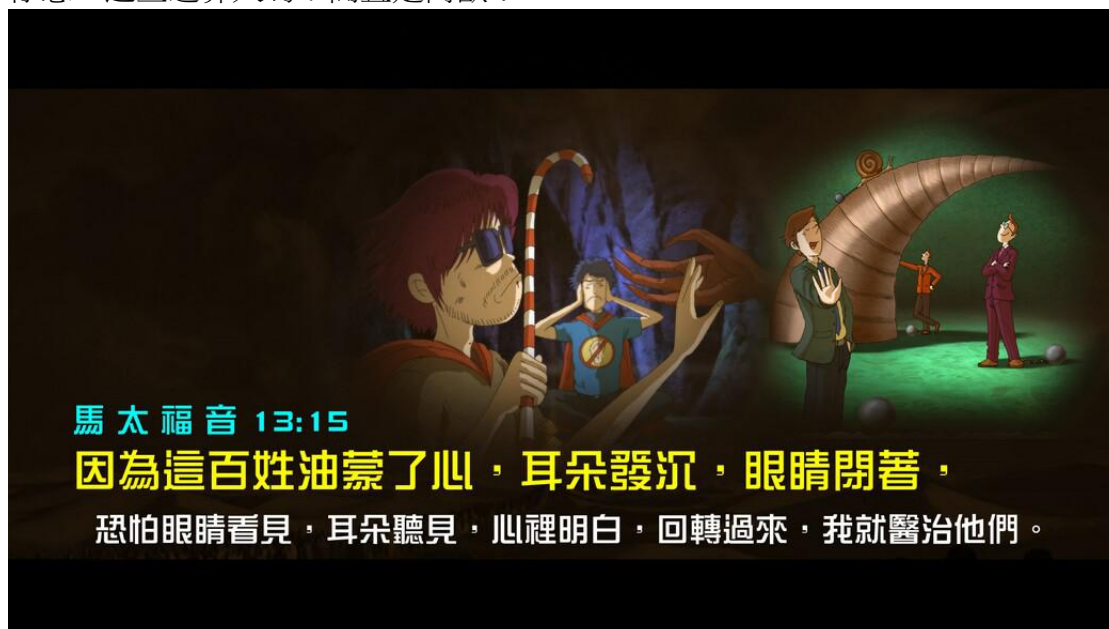 馬太福音 13:15
因為這百姓油蒙了心，耳朵發沉，眼睛閉著，
恐怕眼睛看見，耳朵聽見，心裡明白，回轉過來，我就醫治他們。